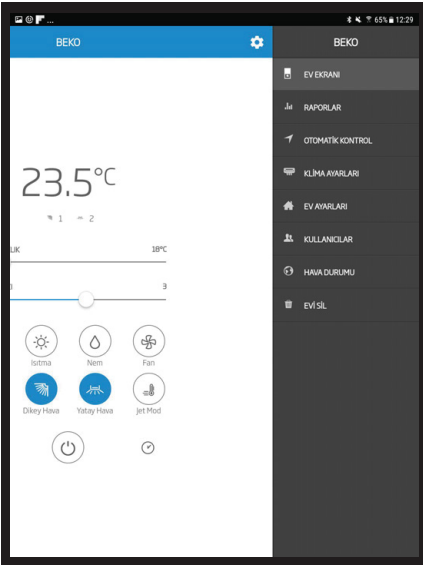 65% 12:29
BEKO
BEKO
EV EKRANI
RAPORLAR
OTOMATİK KONTROL
KLİMA AYARLARI
EV AYARLARI
KULLANICILAR
HAVA DURUMU
EVİ SİL
23.5°C
1 2
LIK 18°C
3
Isıtma Nem Fan
Dikey Hava Yatay Hava Jet Mod